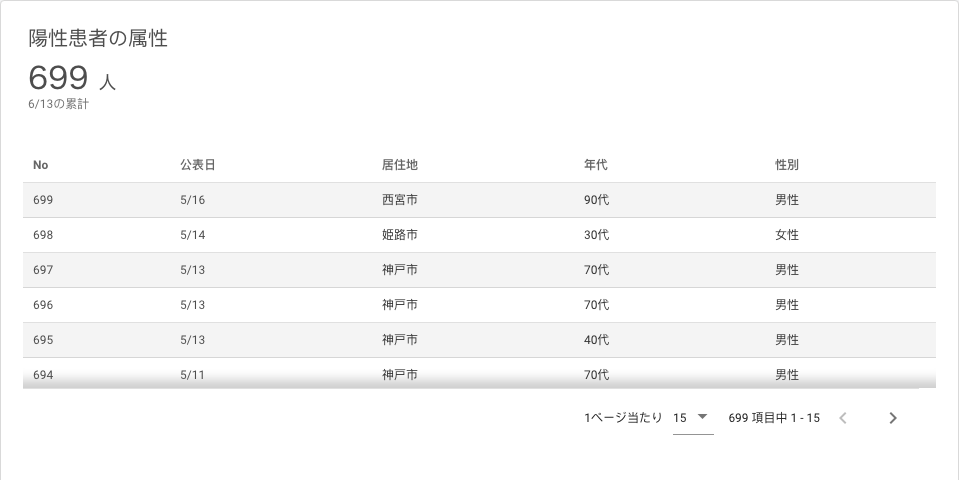 陽性患者の属性
699 人
6/13の累計
No 公表日 居住地 年代 性別
699 5/16 西宮市 90代 男性
698 5/14 姫路市 30代 女性
697 5/13 神戸市 70代 男性
696 5/13 神戸市 70代 男性
695 5/13 神戸市 40代 男性
694 5/11 神戸市 70代 男性
1ページ当たり 15 699 項目中 1 - 15